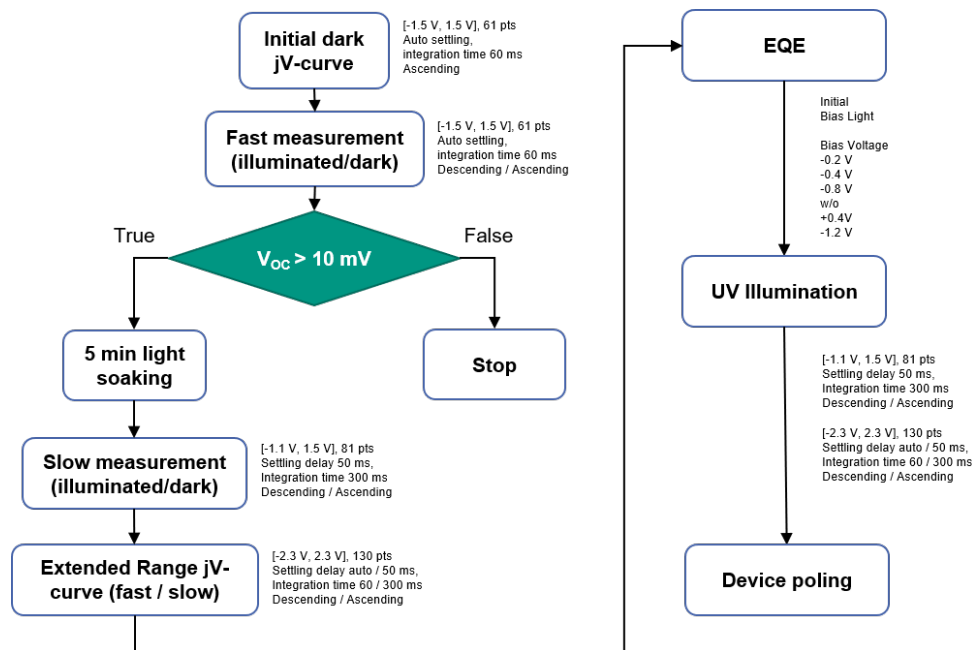 Initial dark
jV-curve
[-1.5 V, 1.5 V], 61 pts
Auto settling,
integration time 60 ms
Ascending
Fast measurement
(illuminated/dark)
[-1.5 V, 1.5 V], 61 pts
Auto settling,
integration time 60 ms
Descending / Ascending
True
False
VOC > 10 mV
5 min light
soaking
Stop
Slow measurement
(illuminated/dark)
[-1.1 V, 1.5 V], 81 pts
Settling delay 50 ms,
Integration time 300 ms
Descending / Ascending
Extended Range jV-
curve (fast / slow)
[-2.3 V, 2.3 V], 130 pts
Settling delay auto / 50 ms,
Integration time 60 / 300 ms
Descending / Ascending
EQE
Initial
Bias Light
Bias Voltage
-0.2 V
-0.4 V
-0.8 V
w/o
+0.4V
-1.2 V
UV Illumination
[-1.1 V, 1.5 V], 81 pts
Settling delay 50 ms,
Integration time 300 ms
Descending / Ascending
[-2.3 V, 2.3 V], 130 pts
Settling delay auto / 50 ms,
Integration time 60 / 300 ms
Descending / Ascending
Device poling